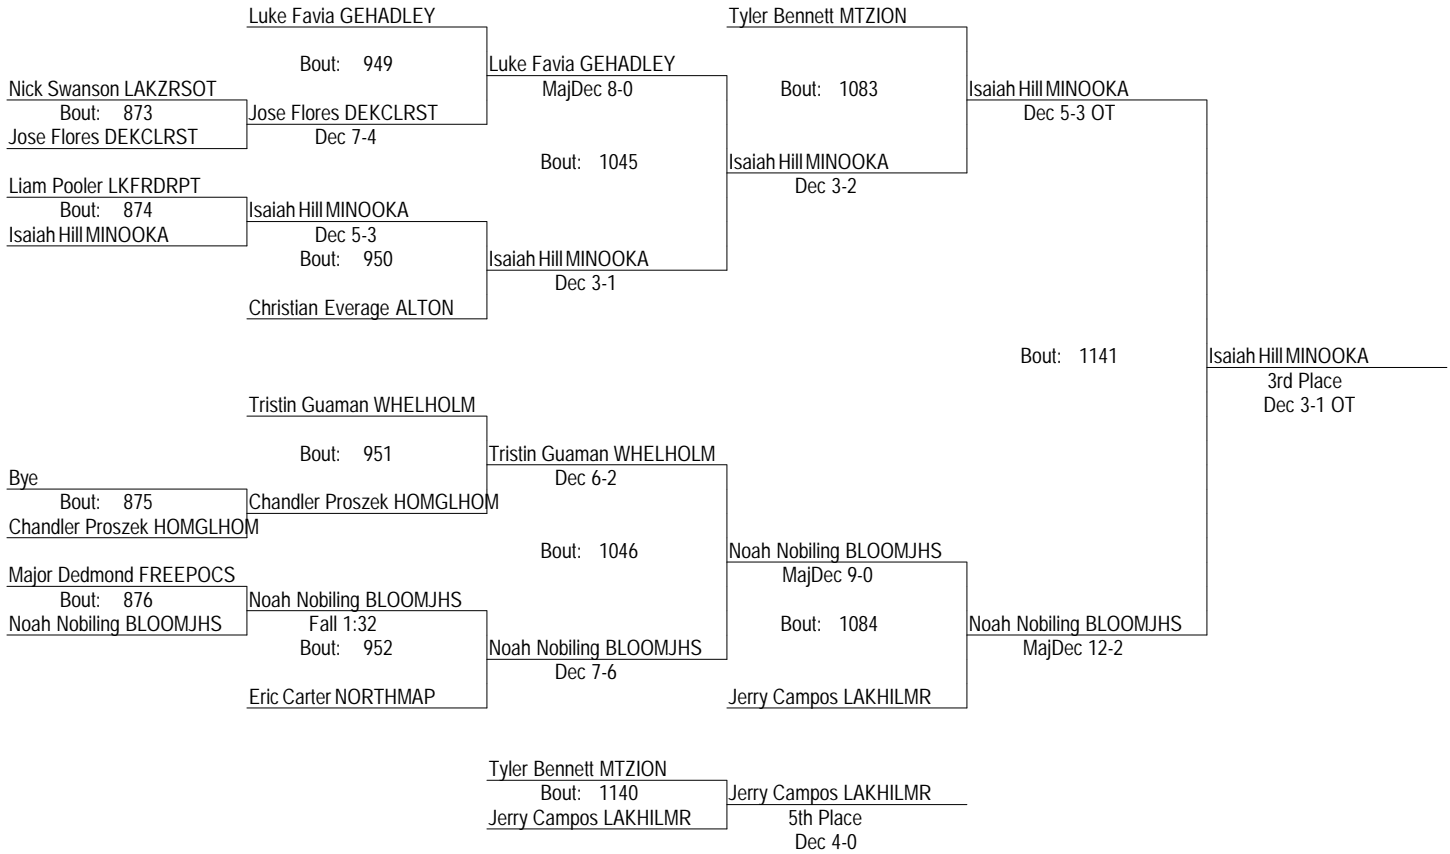 Luke Favia GEHADLEY
Tyler Bennett MTZION
Bout: 949
Luke Favia GEHADLEY
Nick Swanson LAKZRSOT
MajDec 8-0
Bout: 1083
Isaiah Hill MINOOKA
Bout: 873
Jose Flores DEKCLRST
Dec 5-3 OT
Jose Flores DEKCLRST
Dec 7-4
Bout: 1045
Isaiah Hill MINOOKA
Liam Pooler LKFRDRPT
Dec 3-2
Bout: 874
Isaiah Hill MINOOKA
Isaiah Hill MINOOKA
Dec 5-3
Bout: 950
Isaiah Hill MINOOKA
Dec 3-1
Christian Everage ALTON
Bout: 1141
Isaiah Hill MINOOKA
3rd Place
Dec 3-1 OT
Tristin Guaman WHELHOLM
Bout: 951
Tristin Guaman WHELHOLM
Bye
Dec 6-2
Bout: 875
Chandler Proszek HOMGLHOM
Chandler Proszek HOMGLHOM
Bout: 1046
Noah Nobiling BLOOMJHS
Major Dedmond FREEPOCS
MajDec 9-0
Bout: 876
Noah Nobiling BLOOMJHS
Noah Nobiling BLOOMJHS
Fall 1:32
Bout: 1084
Noah Nobiling BLOOMJHS
Bout: 952
Noah Nobiling BLOOMJHS
MajDec 12-2
Dec 7-6
Eric Carter NORTHMAP
Jerry Campos LAKHILMR
Tyler Bennett MTZION
Bout: 1140
Jerry Campos LAKHILMR
Jerry Campos LAKHILMR
5th Place
Dec 4-0